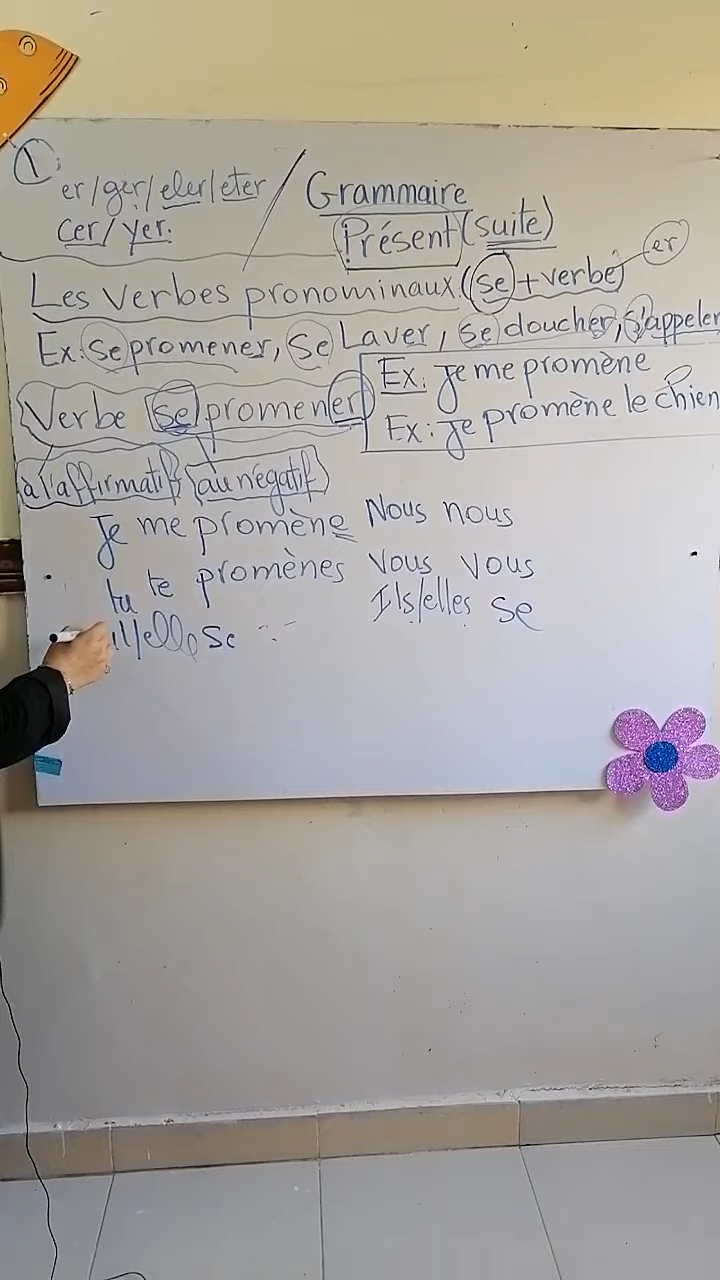 1
er/ger/eler/eter
cer/yer.
Grammaire
Présent (suite)
Les verbes pronominaux (se + verbe) er
Ex: se promener, se Laver, se doucher, s'appeler
Verbe se promener
Ex: Je me promène
Ex: Je promène le chien
à l'affirmatif au négatif
Je me promène Nous nous
tu te promènes Vous vous
il/elle se Ils/elles se